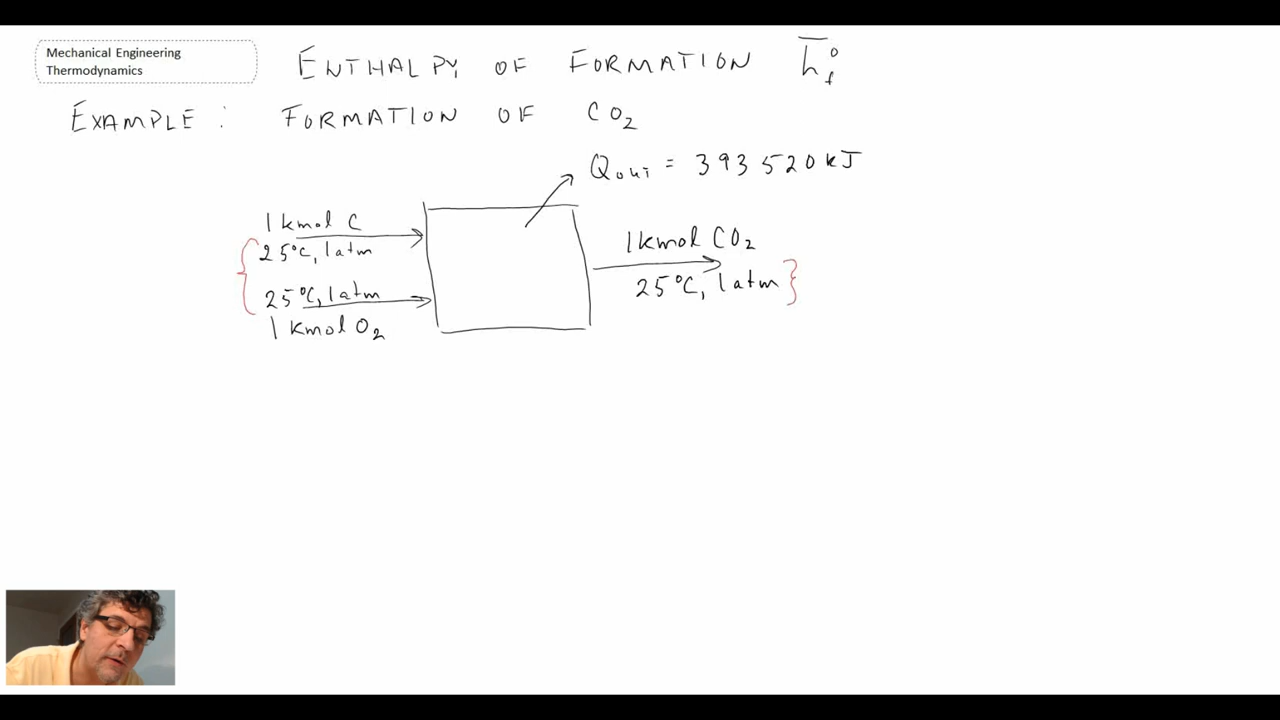 Mechanical Engineering
Thermodynamics
ENTHALPY OF FORMATION h̄°f
EXAMPLE: FORMATION OF CO2
QOUT = 393 520 kJ
1 kmol C
25°C, 1 atm
25°C, 1 atm
1 kmol O2
1 kmol CO2
25°C, 1 atm